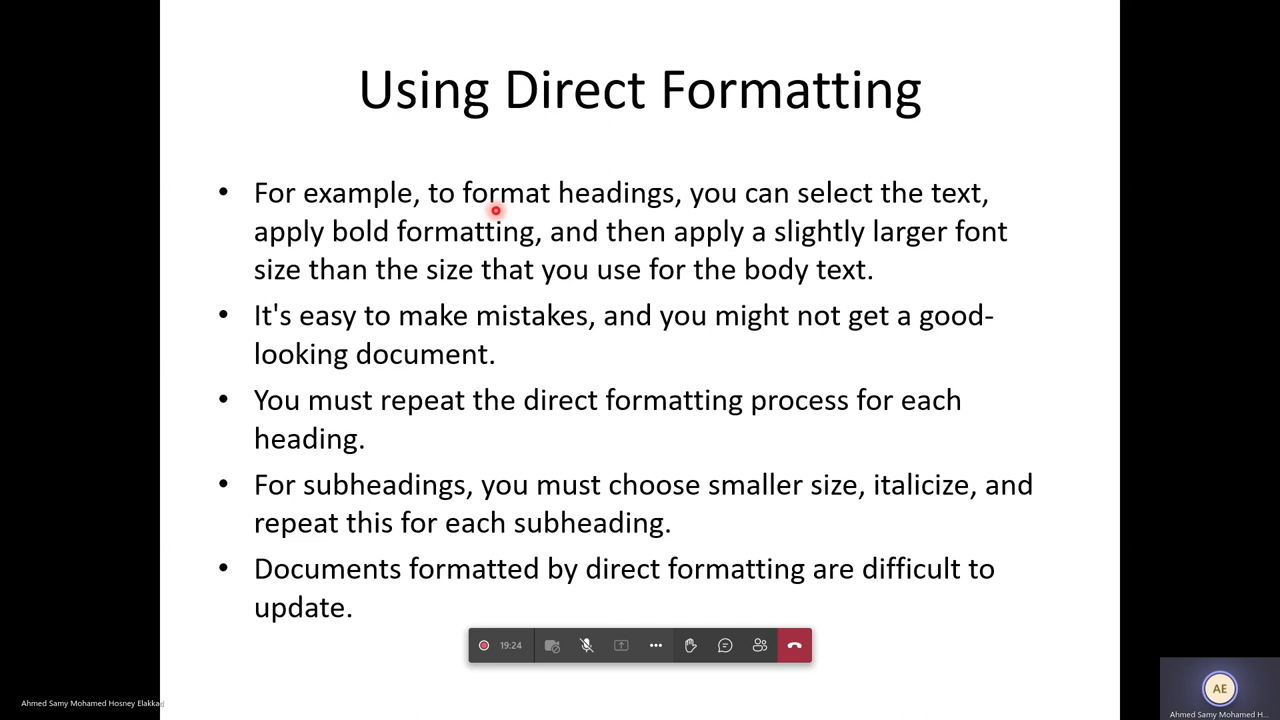 Using Direct Formatting
• For example, to format headings, you can select the text,
apply bold formatting, and then apply a slightly larger font
size than the size that you use for the body text.
• It's easy to make mistakes, and you might not get a good-
looking document.
• You must repeat the direct formatting process for each
heading.
• For subheadings, you must choose smaller size, italicize, and
repeat this for each subheading.
• Documents formatted by direct formatting are difficult to
update.
19:24
AE
Ahmed Samy Mohamed Hosney Elakkad
Ahmed Samy Mohamed H...